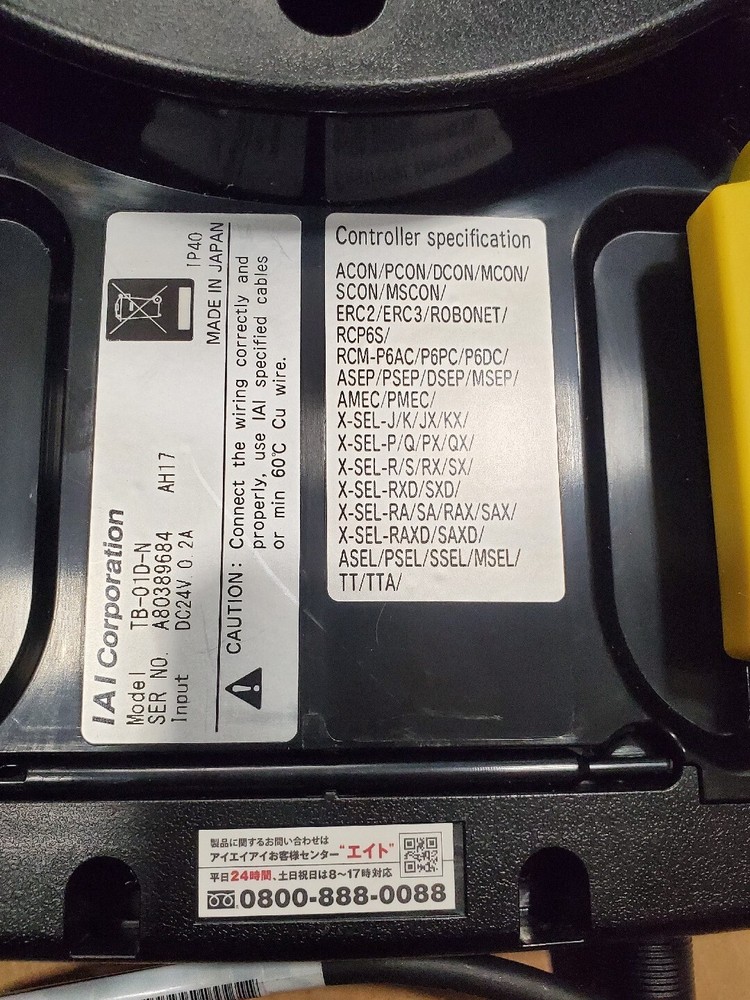 IAI Corporation
Model TB-01D-N
SER NO. A80389684 AH17
Input DC24V 0.2A
IP40
MADE IN JAPAN
CAUTION: Connect the wiring correctly and
properly, use IAI specified cables
or min 60℃ Cu wire.
Controller specification
ACON/PCON/DCON/MCON/
SCON/MSCON/
ERC2/ERC3/ROBONET/
RCP6S/
RCM-P6AC/P6PC/P6DC/
ASEP/PSEP/DSEP/MSEP/
AMEC/PMEC/
X-SEL-J/K/JX/KX/
X-SEL-P/Q/PX/QX/
X-SEL-R/S/RX/SX/
X-SEL-RXD/SXD/
X-SEL-RA/SA/RAX/SAX/
X-SEL-RAXD/SAXD/
ASEL/PSEL/SSEL/MSEL/
TT/TTA/
製品に関するお問い合わせは
アイエイアイお客様センター"エイト"
平日24時間、土日祝日は8～17時対応
0800-888-0088